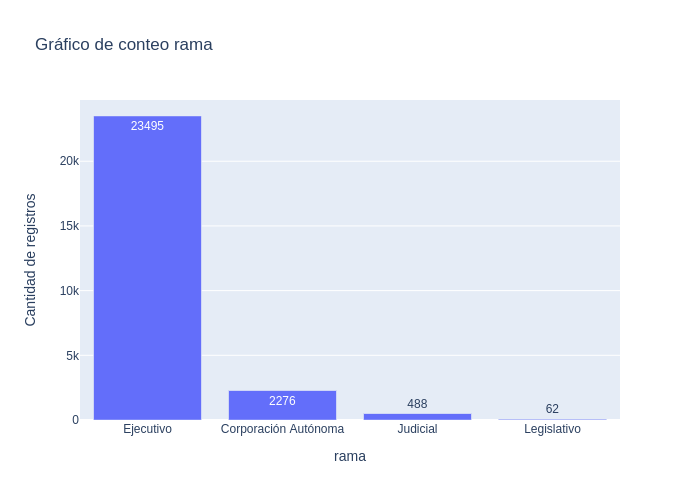 Gráfico de conteo rama
Cantidad de registros
20k
15k
10k
5k
0
23495
2276
488
62
Ejecutivo
Corporación Autónoma
Judicial
Legislativo
rama